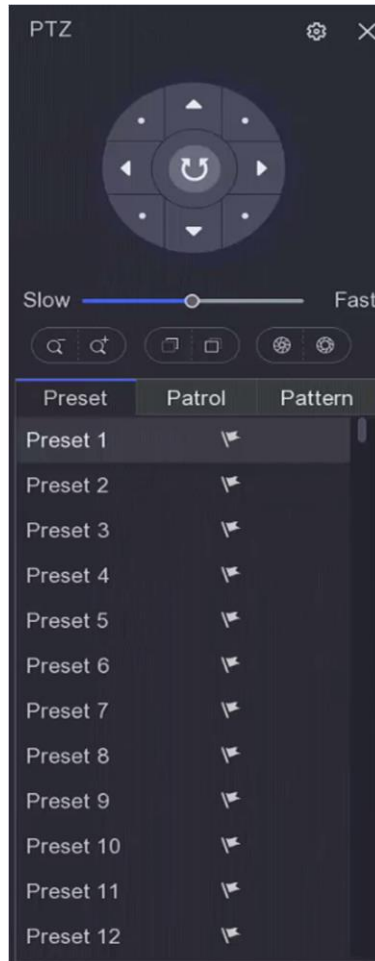 PTZ
Slow Fast
Preset Patrol Pattern
Preset 1
Preset 2
Preset 3
Preset 4
Preset 5
Preset 6
Preset 7
Preset 8
Preset 9
Preset 10
Preset 11
Preset 12